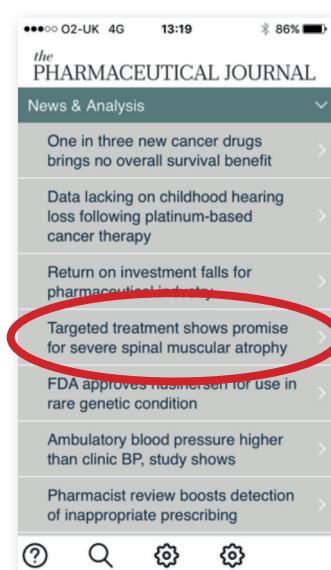 O2-UK 4G 13:19 86%
the
PHARMACEUTICAL JOURNAL
News & Analysis
One in three new cancer drugs
brings no overall survival benefit
Data lacking on childhood hearing
loss following platinum-based
cancer therapy
Return on investment falls for
pharmaceutical industry
Targeted treatment shows promise
for severe spinal muscular atrophy
FDA approves nusinersen for use in
rare genetic condition
Ambulatory blood pressure higher
than clinic BP, study shows
Pharmacist review boosts detection
of inappropriate prescribing